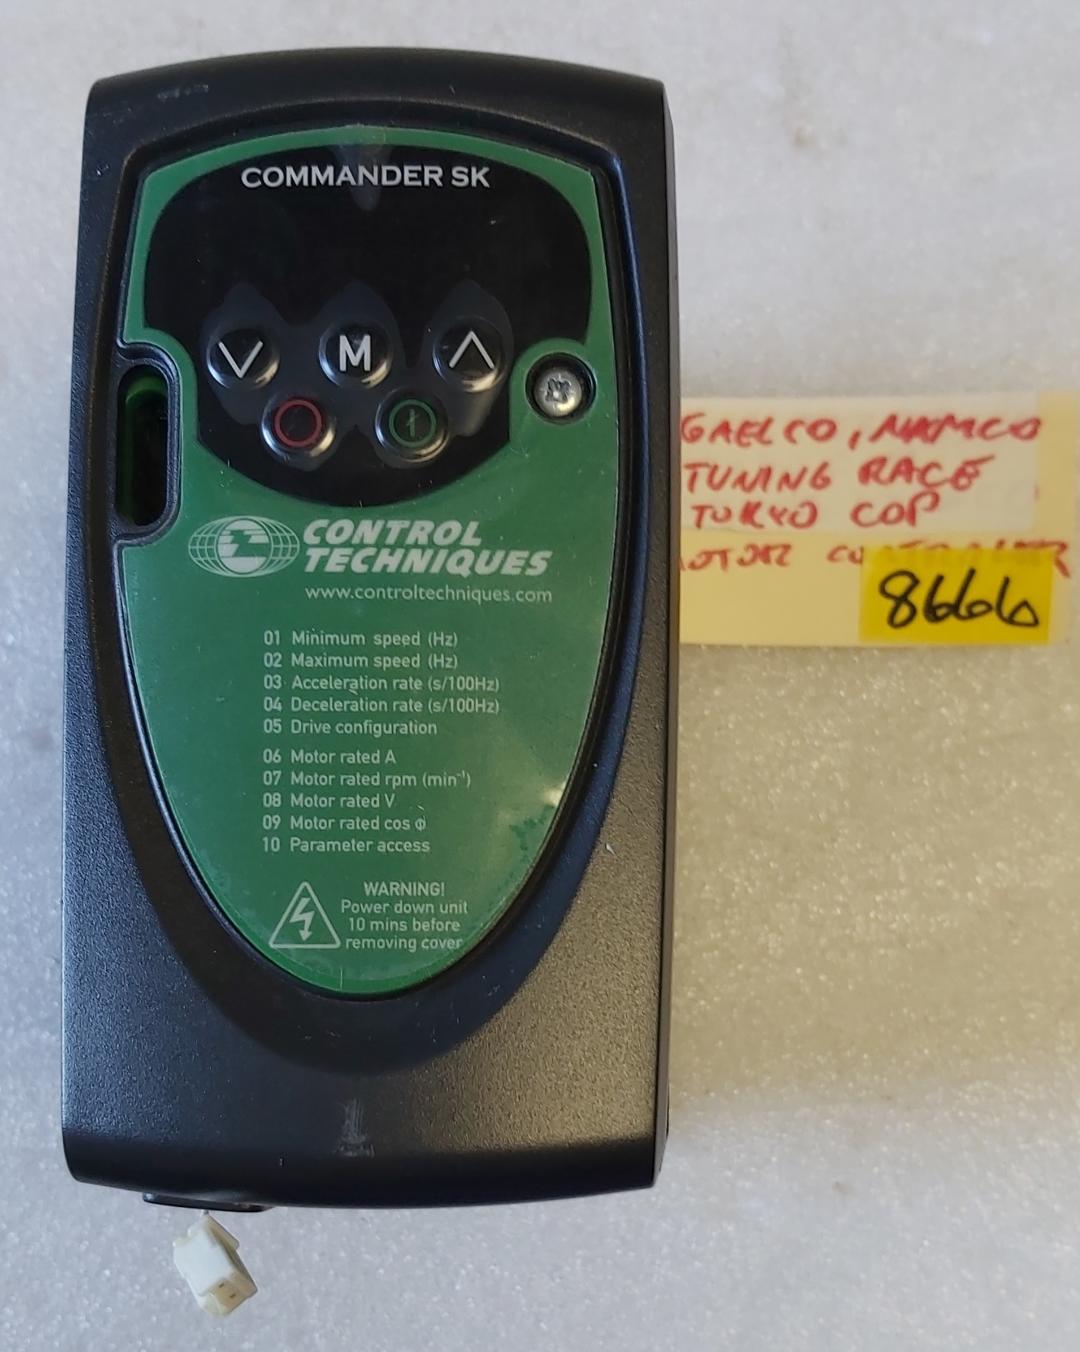 COMMANDER SK
M
CONTROL
TECHNIQUES
www.controltechniques.com
01 Minimum speed (Hz)
02 Maximum speed (Hz)
03 Acceleration rate (s/100Hz)
04 Deceleration rate (s/100Hz)
05 Drive configuration
06 Motor rated A
07 Motor rated rpm (min⁻¹)
08 Motor rated V
09 Motor rated cos Φ
10 Parameter access
WARNING!
Power down unit
10 mins before
removing cover
GAELCO, NAMCO
TUNING RACE
TOKYO COP
8666